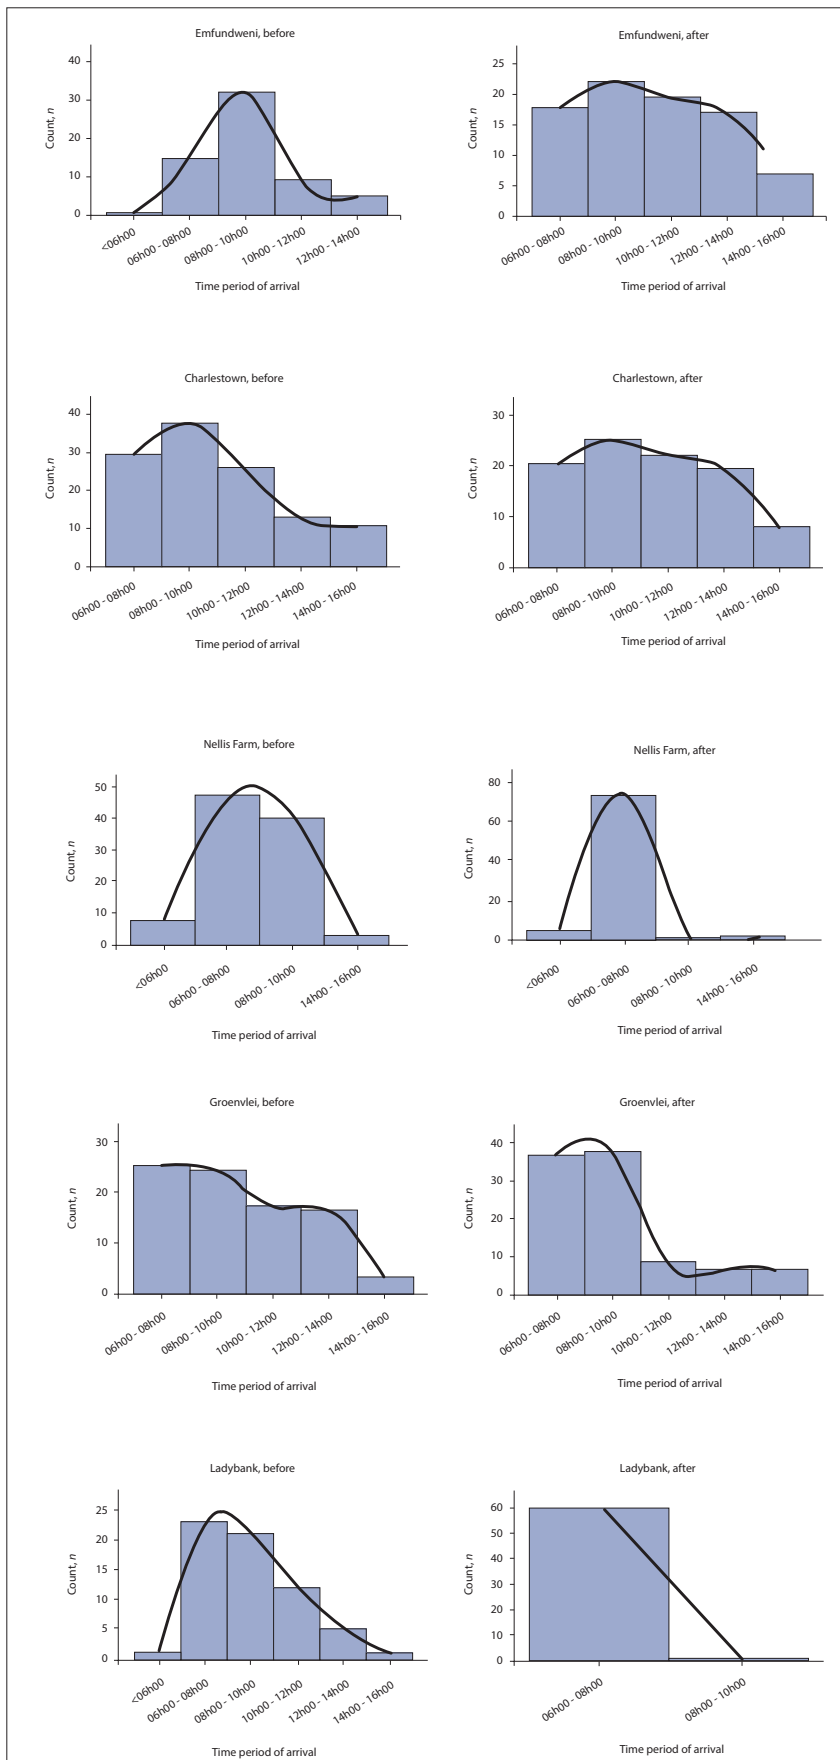 Emfundweni, before
Count, n
40
30
20
10
0
<06h00
06h00 - 08h00
08h00 - 10h00
10h00 - 12h00
12h00 - 14h00
Time period of arrival
Emfundweni, after
Count, n
25
20
15
10
5
0
06h00 - 08h00
08h00 - 10h00
10h00 - 12h00
12h00 - 14h00
14h00 - 16h00
Time period of arrival
Charlestown, before
Count, n
40
30
20
10
0
06h00 - 08h00
08h00 - 10h00
10h00 - 12h00
12h00 - 14h00
14h00 - 16h00
Time period of arrival
Charlestown, after
Count, n
30
20
10
0
06h00 - 08h00
08h00 - 10h00
10h00 - 12h00
12h00 - 14h00
14h00 - 16h00
Time period of arrival
Nellis Farm, before
Count, n
50
40
30
20
10
0
<06h00
06h00 - 08h00
08h00 - 10h00
14h00 - 16h00
Time period of arrival
Nellis Farm, after
Count, n
80
60
40
20
0
<06h00
06h00 - 08h00
08h00 - 10h00
14h00 - 16h00
Time period of arrival
Groenvlei, before
Count, n
30
20
10
0
06h00 - 08h00
08h00 - 10h00
10h00 - 12h00
12h00 - 14h00
14h00 - 16h00
Time period of arrival
Groenvlei, after
Count, n
40
30
20
10
0
06h00 - 08h00
08h00 - 10h00
10h00 - 12h00
12h00 - 14h00
14h00 - 16h00
Time period of arrival
Ladybank, before
Count, n
25
20
15
10
5
0
<06h00
06h00 - 08h00
08h00 - 10h00
10h00 - 12h00
12h00 - 14h00
14h00 - 16h00
Time period of arrival
Ladybank, after
Count, n
60
50
40
30
20
10
0
06h00 - 08h00
08h00 - 10h00
Time period of arrival